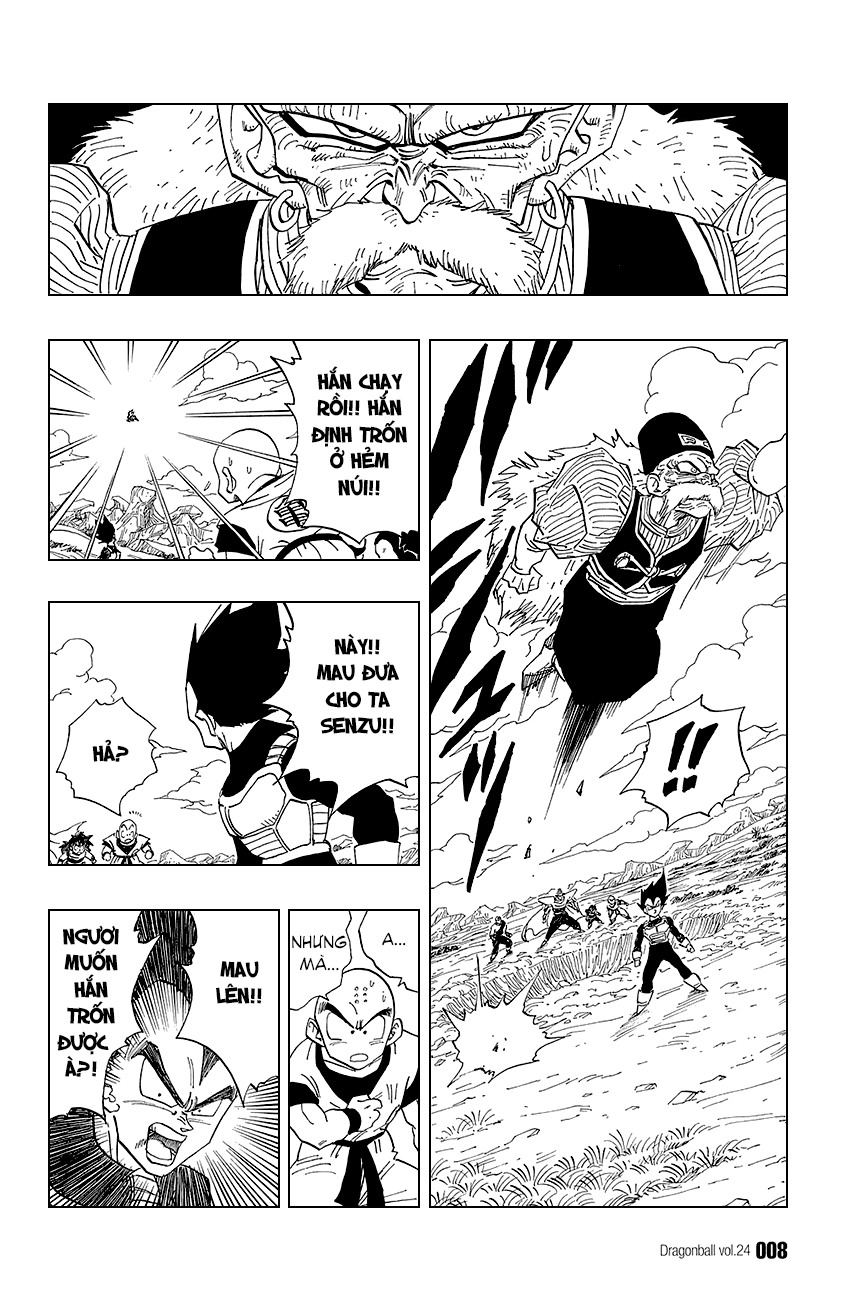 !!
HẮN CHẠY
RỒI!! HẮN
ĐỊNH TRỐN
Ở HẺM
NÚI!!
NÀY!!
MAU ĐƯA
CHO TA
SENZU!!
HẢ?
A...
NHƯNG
MÀ...
MAU
LÊN!!
NGƯƠI
MUỐN
HẮN
TRỐN
ĐƯỢC
À?!
Dragonball vol.24 008